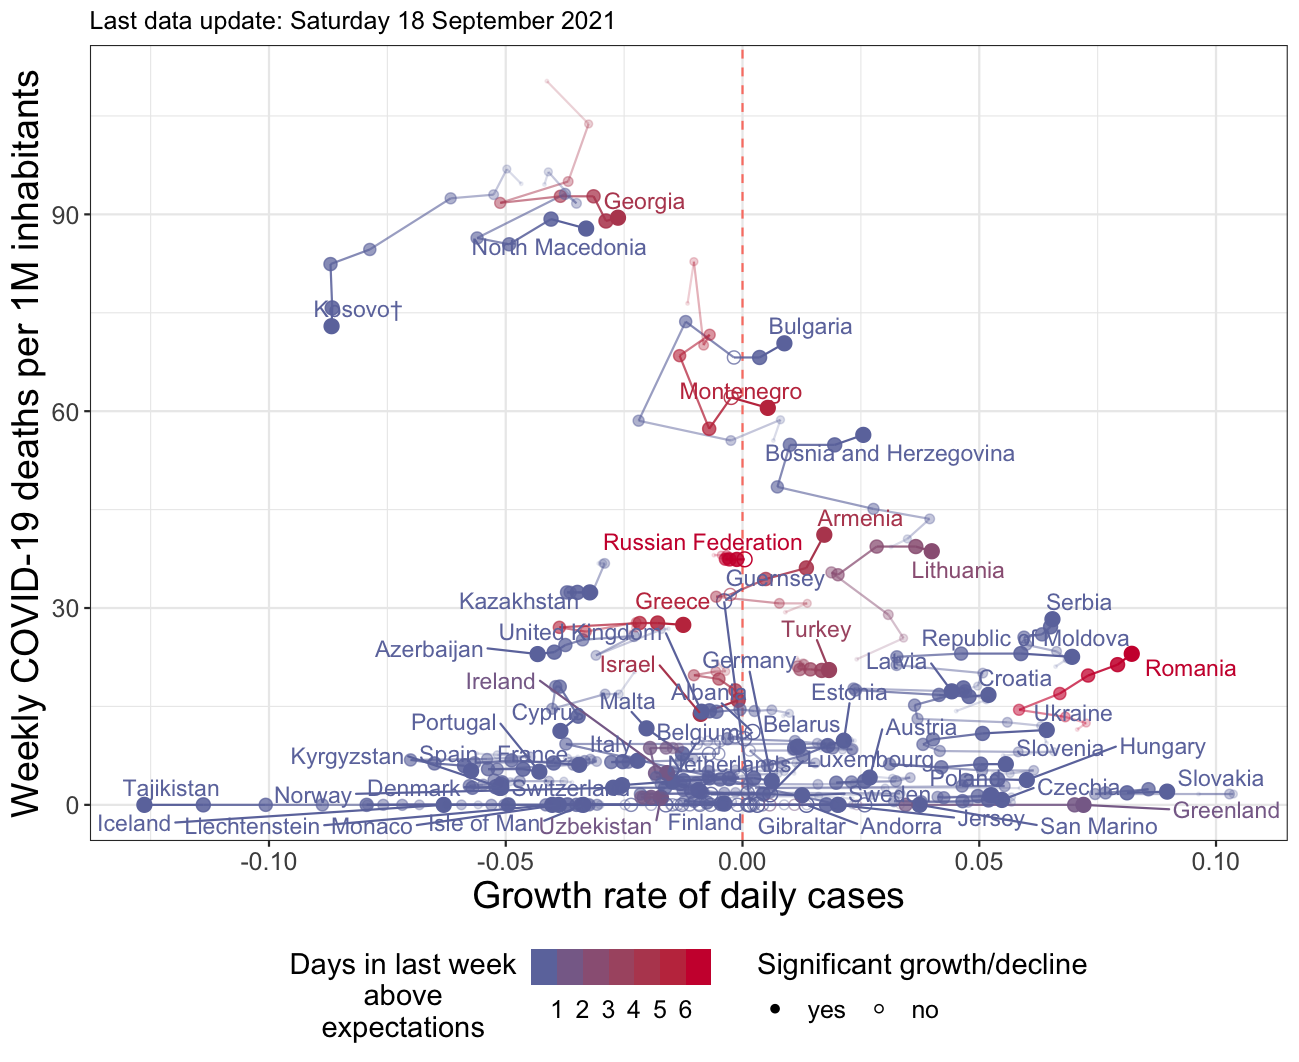 Last data update: Saturday 18 September 2021
Weekly COVID-19 deaths per 1M inhabitants
90
60
30
0
Georgia
North Macedonia
Kosovo†
Bulgaria
Montenegro
Bosnia and Herzegovina
Armenia
Russian Federation
Lithuania
Guernsey
Kazakhstan
Greece
Serbia
United Kingdom
Turkey
Republic of Moldova
Azerbaijan
Israel
Germany
Latvia
Romania
Ireland
Malta
Albania
Estonia
Croatia
Cyprus
Portugal
Belgium
Belarus
Austria
Ukraine
Kyrgyzstan
Spain
France
Italy
Netherlands
Luxembourg
Slovenia
Hungary
Tajikistan
Norway
Denmark
Switzerland
Sweden
Poland
Czechia
Slovakia
Iceland
Liechtenstein
Monaco
Isle of Man
Uzbekistan
Finland
Gibraltar
Andorra
Jersey
San Marino
Greenland
-0.10
-0.05
0.00
0.05
0.10
Growth rate of daily cases
Days in last week
above
expectations
1 2 3 4 5 6
Significant growth/decline
yes
no